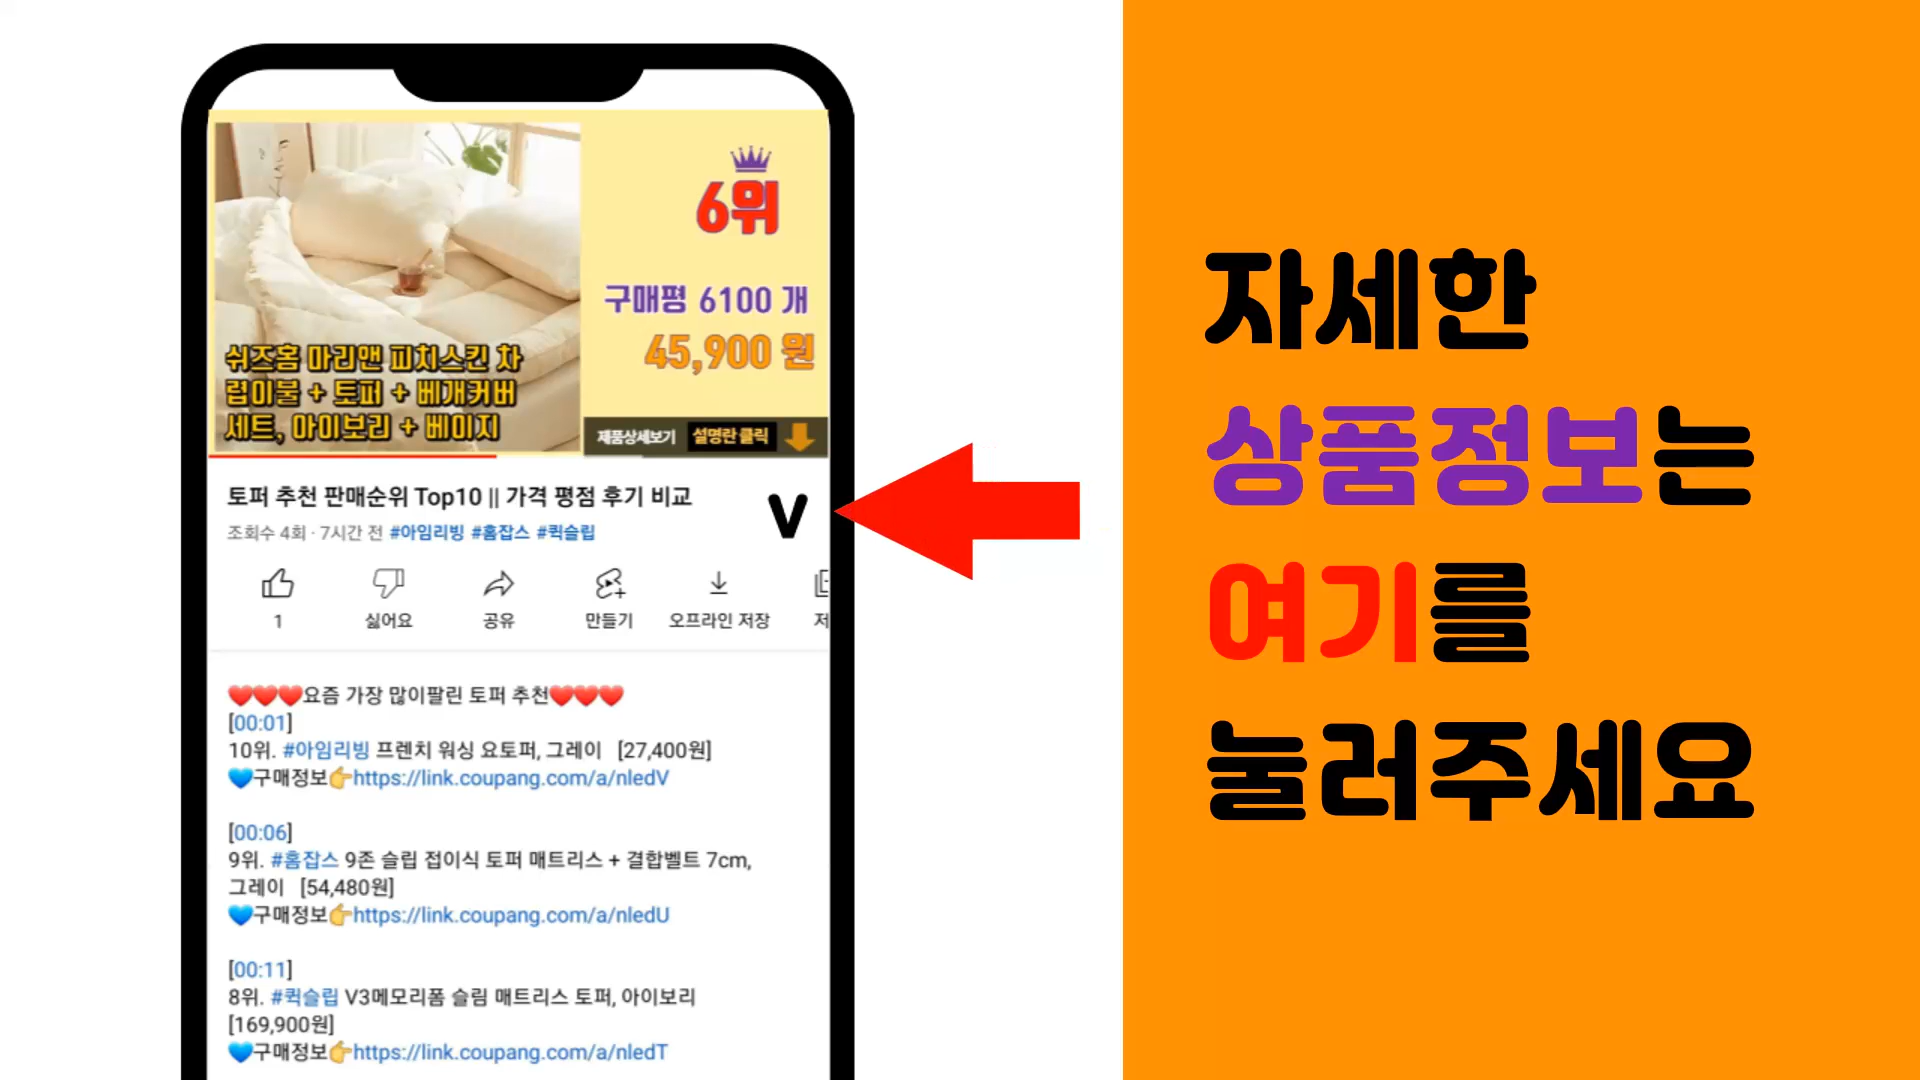 6위
구매평 6100 개
45,900 원
쉬즈홈 마리앤 피치스킨 차
렵이불 + 토퍼 + 베개커버
세트, 아이보리 + 베이지
제품상세보기 설명란 클릭
토퍼 추천 판매순위 Top10 || 가격 평점 후기 비교
조회수 4회 · 7시간 전 #아임리빙 #홈잡스 #퀵슬립
V
1 싫어요 공유 만들기 오프라인 저장 저
❤️❤️❤️요즘 가장 많이팔린 토퍼 추천❤️❤️❤️
[00:01]
10위. #아임리빙 프렌치 워싱 요토퍼, 그레이 [27,400원]
💙구매정보👉https://link.coupang.com/a/nledV
[00:06]
9위. #홈잡스 9존 슬립 접이식 토퍼 매트리스 + 결합벨트 7cm,
그레이 [54,480원]
💙구매정보👉https://link.coupang.com/a/nledU
[00:11]
8위. #퀵슬립 V3메모리폼 슬림 매트리스 토퍼, 아이보리
[169,900원]
💙구매정보👉https://link.coupang.com/a/nledT
자세한
상품정보는
여기를
눌러주세요